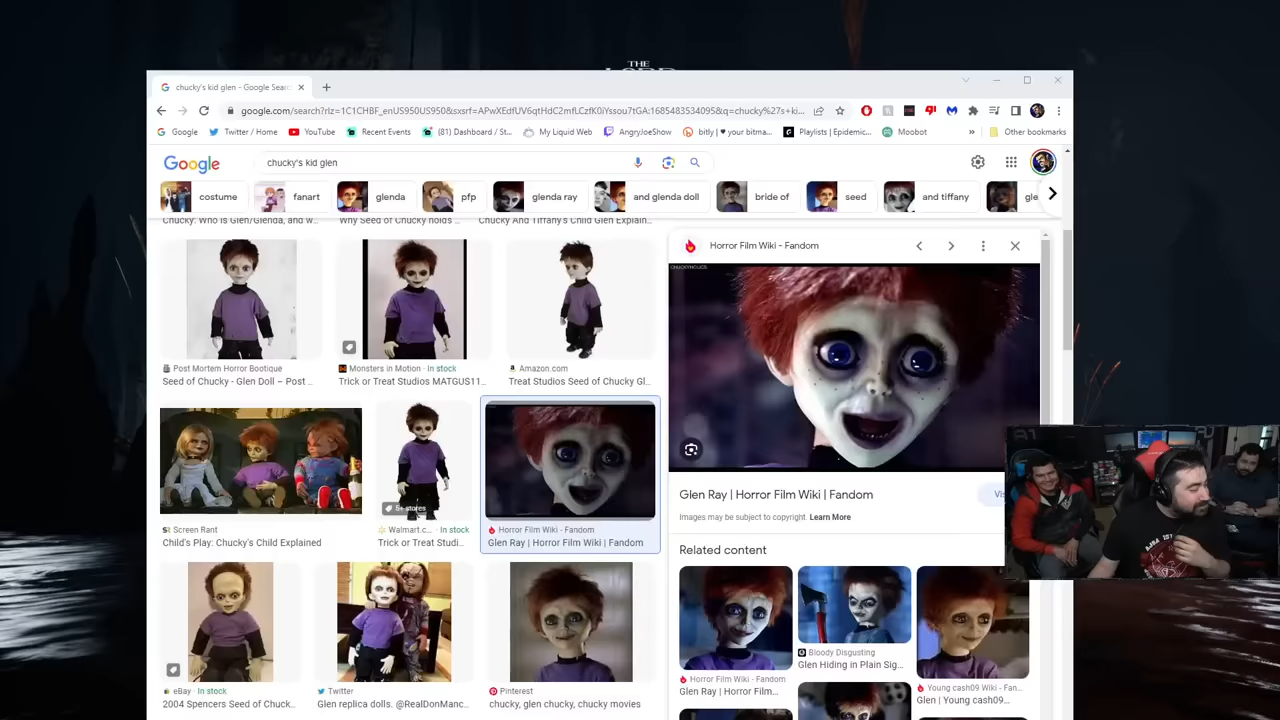 THE
chucky's kid glen - Google Searc
google.com/search?rlz=1C1CHBF_enUS950US950&sxsrf=APwXEdfUV6qtHdC2mfLCzfK0iYssou7tGA:1685483534095&q=chucky%27s+ki...
Google
Twitter / Home
YouTube
Recent Events
(81) Dashboard / St...
My Liquid Web
AngryJoeShow
bitly | ♥ your bitma...
Playlists | Epidemic...
Moobot
»
Other bookmarks
Google
chucky's kid glen
costume
fanart
glenda
pfp
glenda ray
and glenda doll
bride of
seed
and tiffany
gle
Chucky: Who is Glen/Glenda, and w...
Why Seed of Chucky holds ...
Chucky And Tiffany's Child Glen Explain...
Post Mortem Horror Bootique
Seed of Chucky - Glen Doll – Post ...
Monsters in Motion · In stock
Trick or Treat Studios MATGUS11...
Amazon.com
Treat Studios Seed of Chucky Gl...
Screen Rant
Child's Play: Chucky's Child Explained
5+ stores
Walmart.c... · In stock
Trick or Treat Studi...
Horror Film Wiki - Fandom
Glen Ray | Horror Film Wiki | Fandom
eBay · In stock
2004 Spencers Seed of Chuck...
Twitter
Glen replica dolls. @RealDonManc...
Pinterest
chucky, glen chucky, chucky movies
Horror Film Wiki - Fandom
CHUCKYHOLICS
Glen Ray | Horror Film Wiki | Fandom
Vis
Images may be subject to copyright. Learn More
Related content
Horror Film Wiki - Fandom
Glen Ray | Horror Film...
Bloody Disgusting
Glen Hiding in Plain Sig...
Young cash09 Wiki - Fan...
Glen | Young cash09...